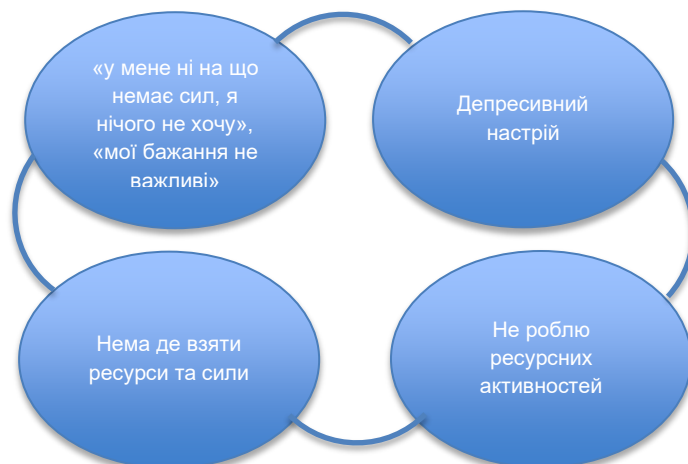 «у мене ні на що
немає сил, я
нічого не хочу»,
«мої бажання не
важливі»
Депресивний
настрій
Нема де взяти
ресурси та сили
Не роблю
ресурсних
активностей